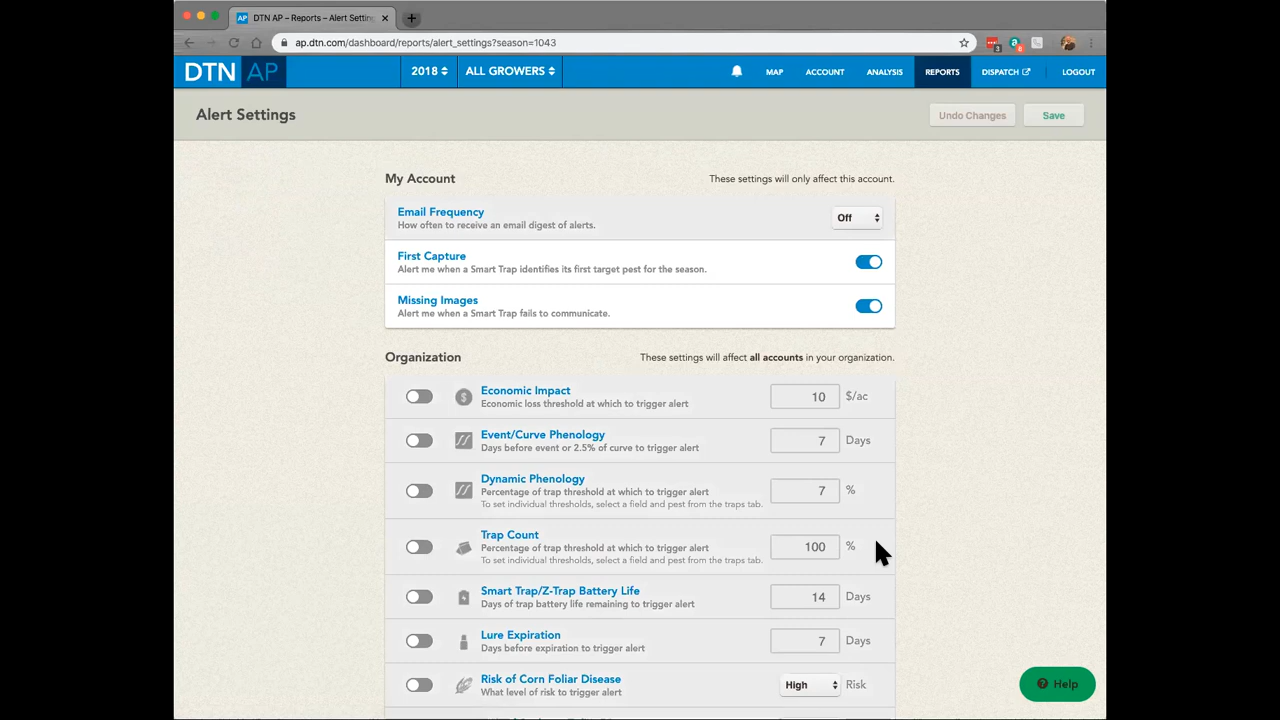 DTN AP – Reports – Alert Setting
ap.dtn.com/dashboard/reports/alert_settings?season=1043
3
8
DTN AP
2018
ALL GROWERS
MAP
ACCOUNT
ANALYSIS
REPORTS
DISPATCH
LOGOUT
Alert Settings
Undo Changes
Save
My Account
These settings will only affect this account.
Email Frequency
How often to receive an email digest of alerts.
Off
First Capture
Alert me when a Smart Trap identifies its first target pest for the season.
Missing Images
Alert me when a Smart Trap fails to communicate.
Organization
These settings will affect all accounts in your organization.
Economic Impact
Economic loss threshold at which to trigger alert
10 $/ac
Event/Curve Phenology
Days before event or 2.5% of curve to trigger alert
7 Days
Dynamic Phenology
Percentage of trap threshold at which to trigger alert
To set individual thresholds, select a field and pest from the traps tab.
7 %
Trap Count
Percentage of trap threshold at which to trigger alert
To set individual thresholds, select a field and pest from the traps tab.
100 %
Smart Trap/Z-Trap Battery Life
Days of trap battery life remaining to trigger alert
14 Days
Lure Expiration
Days before expiration to trigger alert
7 Days
Risk of Corn Foliar Disease
What level of risk to trigger alert
High Risk
Help